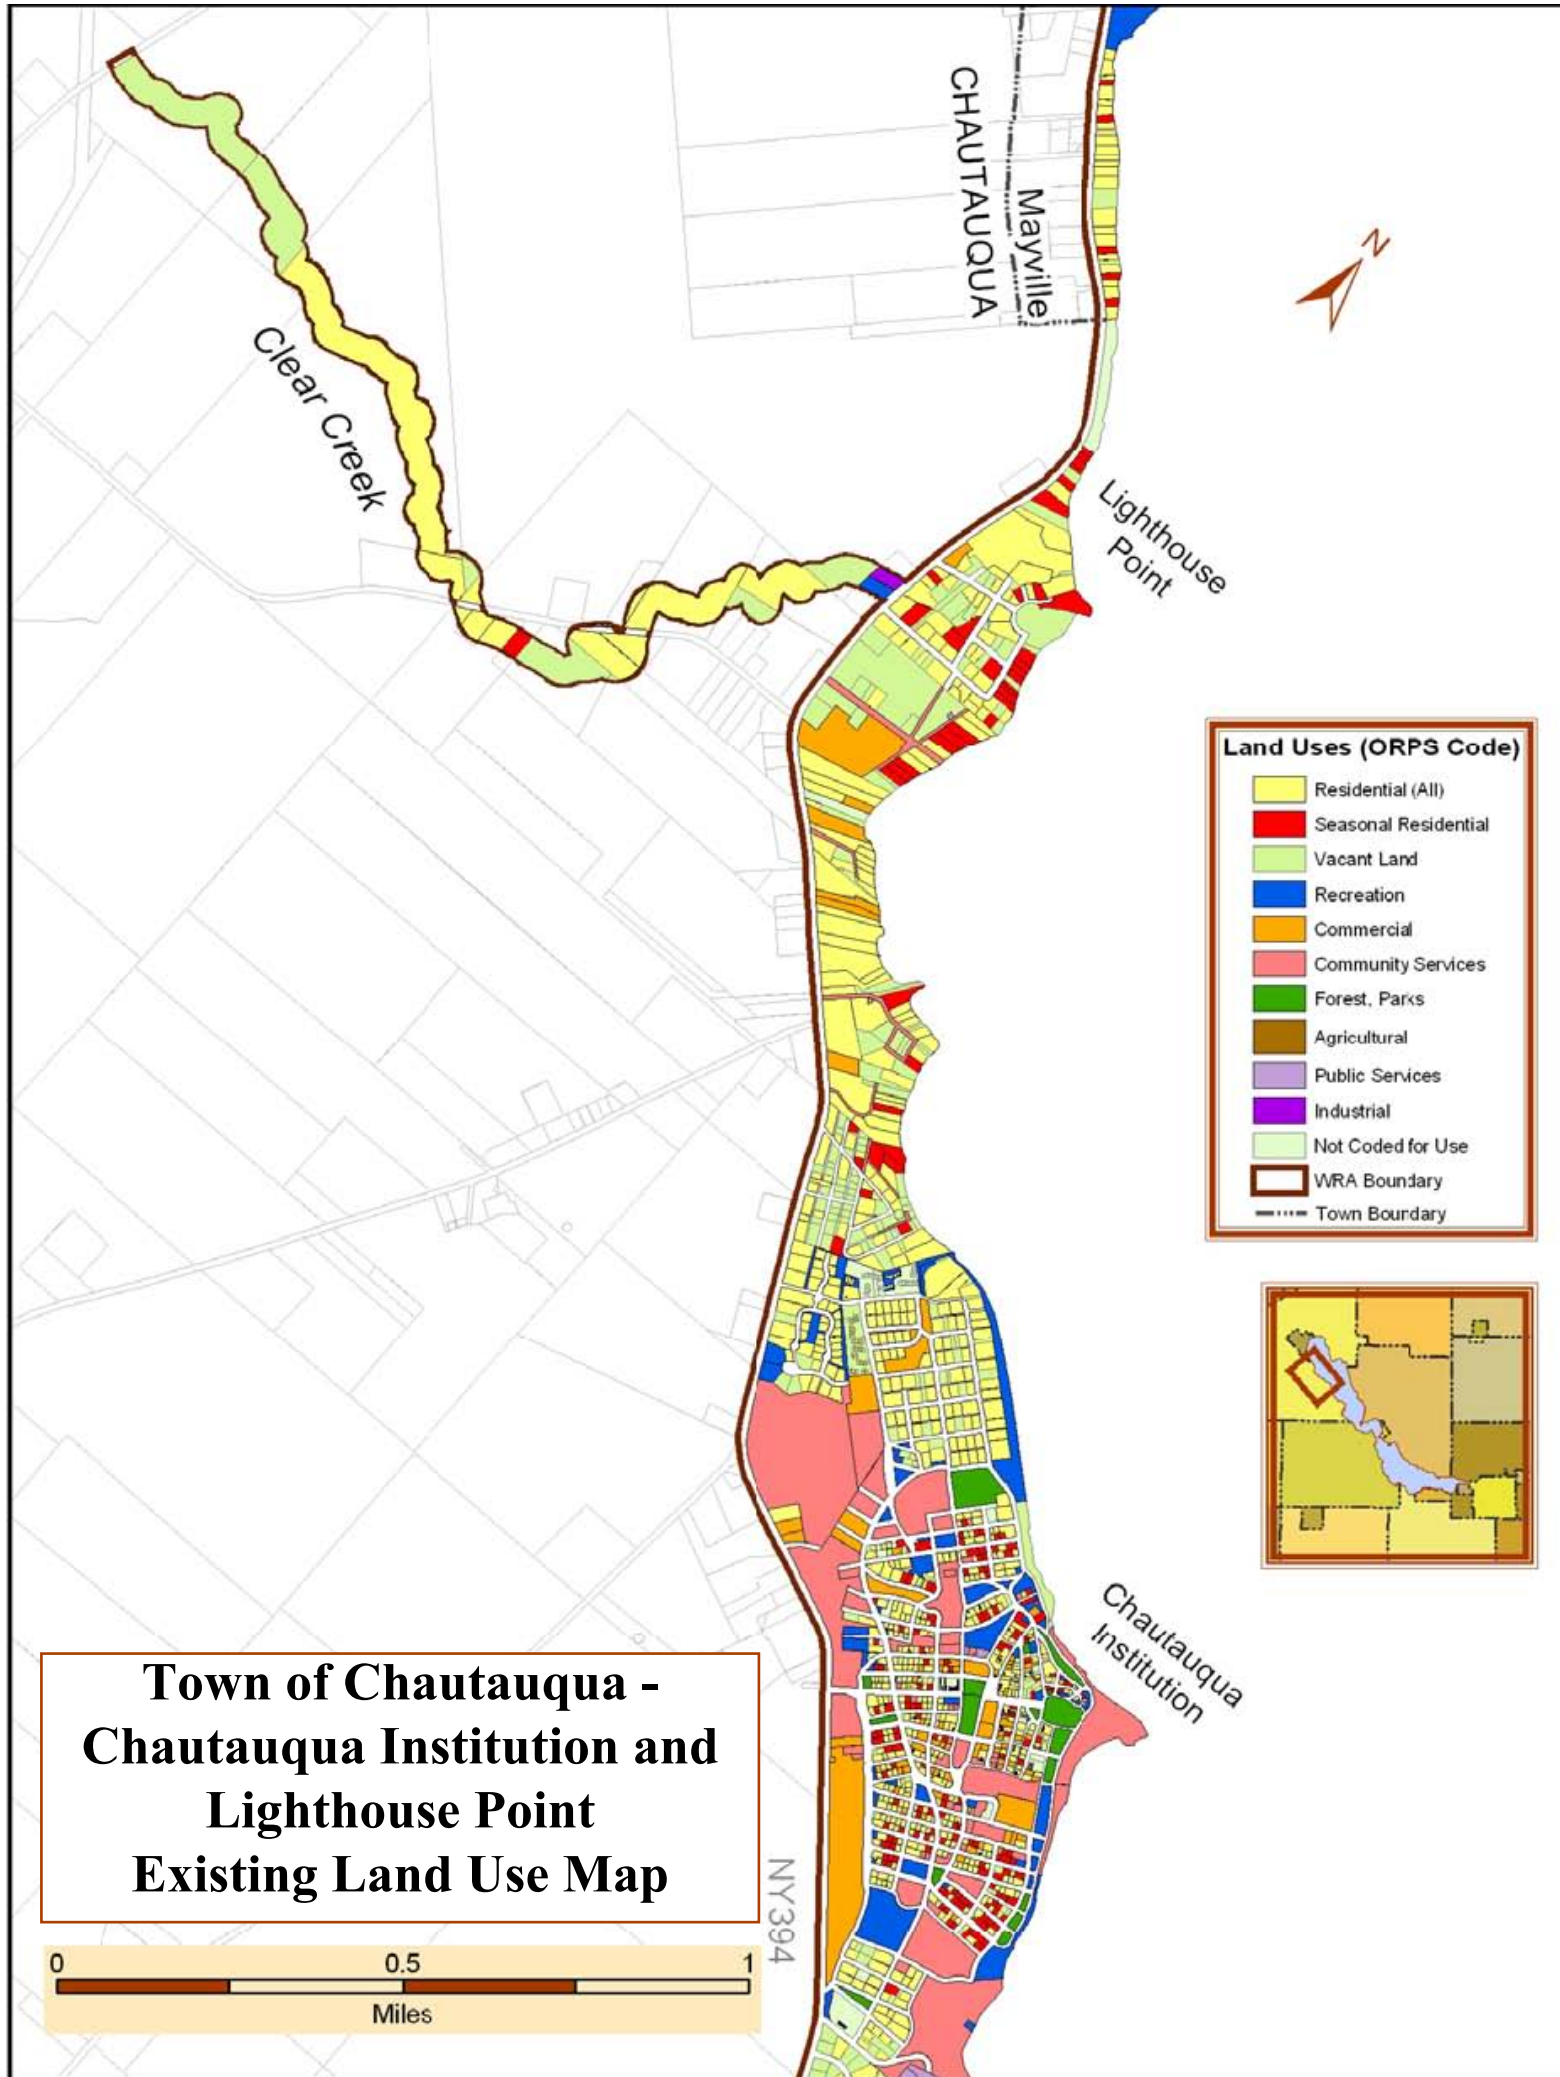 CHAUTAUQUA
Mayville
N
Clear Creek
Lighthouse
Point
Land Uses (ORPS Code)
Residential (All)
Seasonal Residential
Vacant Land
Recreation
Commercial
Community Services
Forest, Parks
Agricultural
Public Services
Industrial
Not Coded for Use
WRA Boundary
Town Boundary
Chautauqua
Institution
Town of Chautauqua -
Chautauqua Institution and
Lighthouse Point
Existing Land Use Map
NY394
0 0.5 1
Miles